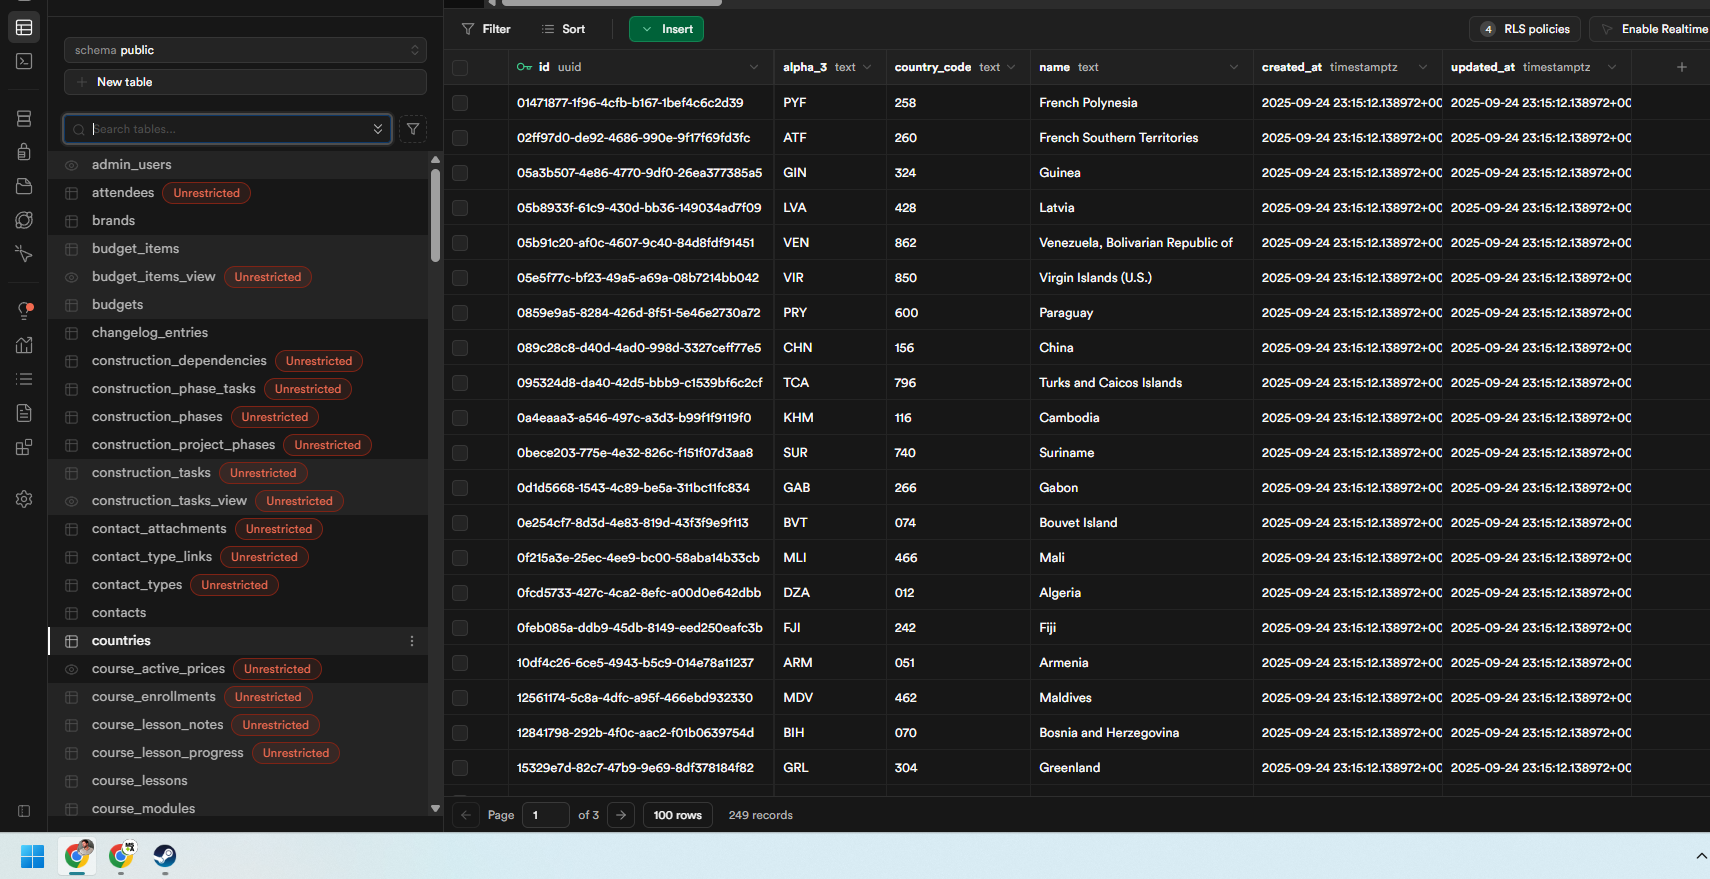 schema public
New table
Search tables...
admin_users
attendees Unrestricted
brands
budget_items
budget_items_view Unrestricted
budgets
changelog_entries
construction_dependencies Unrestricted
construction_phase_tasks Unrestricted
construction_phases Unrestricted
construction_project_phases Unrestricted
construction_tasks Unrestricted
construction_tasks_view Unrestricted
contact_attachments Unrestricted
contact_type_links Unrestricted
contact_types Unrestricted
contacts
countries
course_active_prices Unrestricted
course_enrollments Unrestricted
course_lesson_notes Unrestricted
course_lesson_progress Unrestricted
course_lessons
course_modules
Filter Sort Insert 4 RLS policies Enable Realtime
id uuid alpha_3 text country_code text name text created_at timestamptz updated_at timestamptz
01471877-1f96-4cfb-b167-1bef4c6c2d39 PYF 258 French Polynesia 2025-09-24 23:15:12.138972+00 2025-09-24 23:15:12.138972+00
02ff97d0-de92-4686-990e-9f17f69fd3fc ATF 260 French Southern Territories 2025-09-24 23:15:12.138972+00 2025-09-24 23:15:12.138972+00
05a3b507-4e86-4770-9df0-26ea377385a5 GIN 324 Guinea 2025-09-24 23:15:12.138972+00 2025-09-24 23:15:12.138972+00
05b8933f-61c9-430d-bb36-149034ad7f09 LVA 428 Latvia 2025-09-24 23:15:12.138972+00 2025-09-24 23:15:12.138972+00
05b91c20-af0c-4607-9c40-84d8fdf91451 VEN 862 Venezuela, Bolivarian Republic of 2025-09-24 23:15:12.138972+00 2025-09-24 23:15:12.138972+00
05e5f77c-bf23-49a5-a69a-08b7214bb042 VIR 850 Virgin Islands (U.S.) 2025-09-24 23:15:12.138972+00 2025-09-24 23:15:12.138972+00
0859e9a5-8284-426d-8f51-5e46e2730a72 PRY 600 Paraguay 2025-09-24 23:15:12.138972+00 2025-09-24 23:15:12.138972+00
089c28c8-d40d-4ad0-998d-3327ceff77e5 CHN 156 China 2025-09-24 23:15:12.138972+00 2025-09-24 23:15:12.138972+00
095324d8-da40-42d5-bbb9-c1539bf6c2cf TCA 796 Turks and Caicos Islands 2025-09-24 23:15:12.138972+00 2025-09-24 23:15:12.138972+00
0a4eaaa3-a546-497c-a3d3-b99f1f9119f0 KHM 116 Cambodia 2025-09-24 23:15:12.138972+00 2025-09-24 23:15:12.138972+00
0bece203-775e-4e32-826c-f151f07d3aa8 SUR 740 Suriname 2025-09-24 23:15:12.138972+00 2025-09-24 23:15:12.138972+00
0d1d5668-1543-4c89-be5a-311bc11fc834 GAB 266 Gabon 2025-09-24 23:15:12.138972+00 2025-09-24 23:15:12.138972+00
0e254cf7-8d3d-4e83-819d-43f3f9e9f113 BVT 074 Bouvet Island 2025-09-24 23:15:12.138972+00 2025-09-24 23:15:12.138972+00
0f215a3e-25ec-4ee9-bc00-58aba14b33cb MLI 466 Mali 2025-09-24 23:15:12.138972+00 2025-09-24 23:15:12.138972+00
0fcd5733-427c-4ca2-8efc-a00d0e642dbb DZA 012 Algeria 2025-09-24 23:15:12.138972+00 2025-09-24 23:15:12.138972+00
0feb085a-ddb9-45db-8149-eed250eafc3b FJI 242 Fiji 2025-09-24 23:15:12.138972+00 2025-09-24 23:15:12.138972+00
10df4c26-6ce5-4943-b5c9-014e78a11237 ARM 051 Armenia 2025-09-24 23:15:12.138972+00 2025-09-24 23:15:12.138972+00
12561174-5c8a-4dfc-a95f-466ebd932330 MDV 462 Maldives 2025-09-24 23:15:12.138972+00 2025-09-24 23:15:12.138972+00
12841798-292b-4f0c-aac2-f01b0639754d BIH 070 Bosnia and Herzegovina 2025-09-24 23:15:12.138972+00 2025-09-24 23:15:12.138972+00
15329e7d-82c7-47b9-9e69-8df378184f82 GRL 304 Greenland 2025-09-24 23:15:12.138972+00 2025-09-24 23:15:12.138972+00
Page 1 of 3 100 rows 249 records